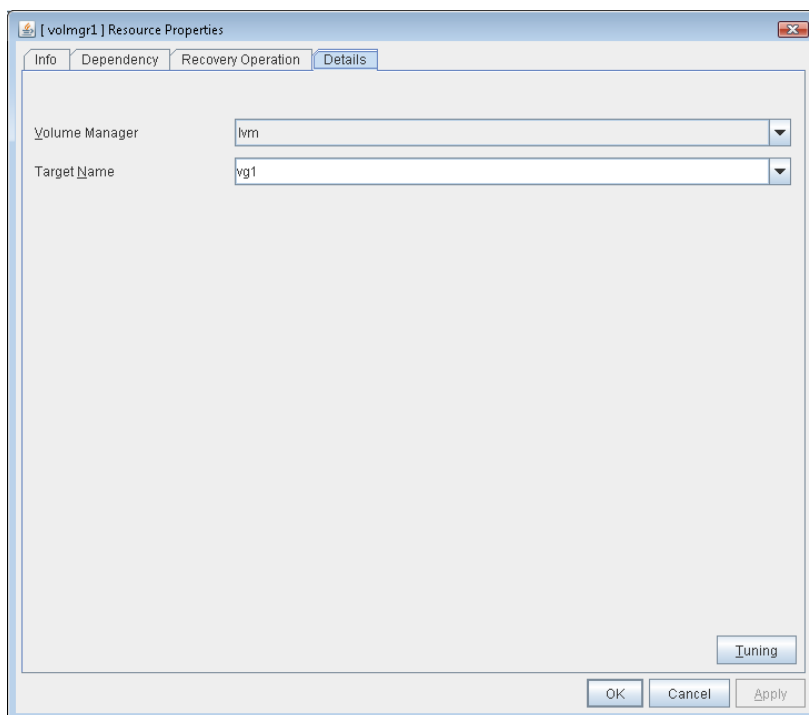 [ volmgr1 ] Resource Properties
Info Dependency Recovery Operation Details
Volume Manager lvm
Target Name vg1
Tuning
OK Cancel Apply